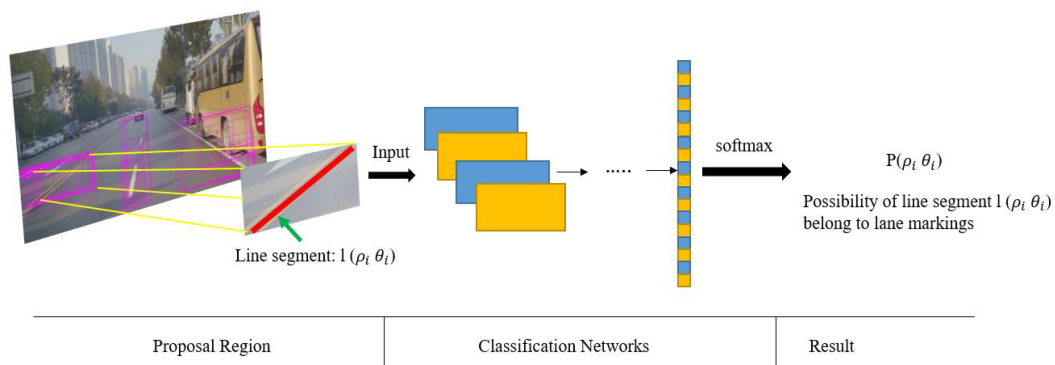 Input
softmax
P(ρᵢ θᵢ)
Possibility of line segment l (ρᵢ θᵢ)
belong to lane markings
Line segment: l (ρᵢ θᵢ)
Proposal Region
Classification Networks
Result